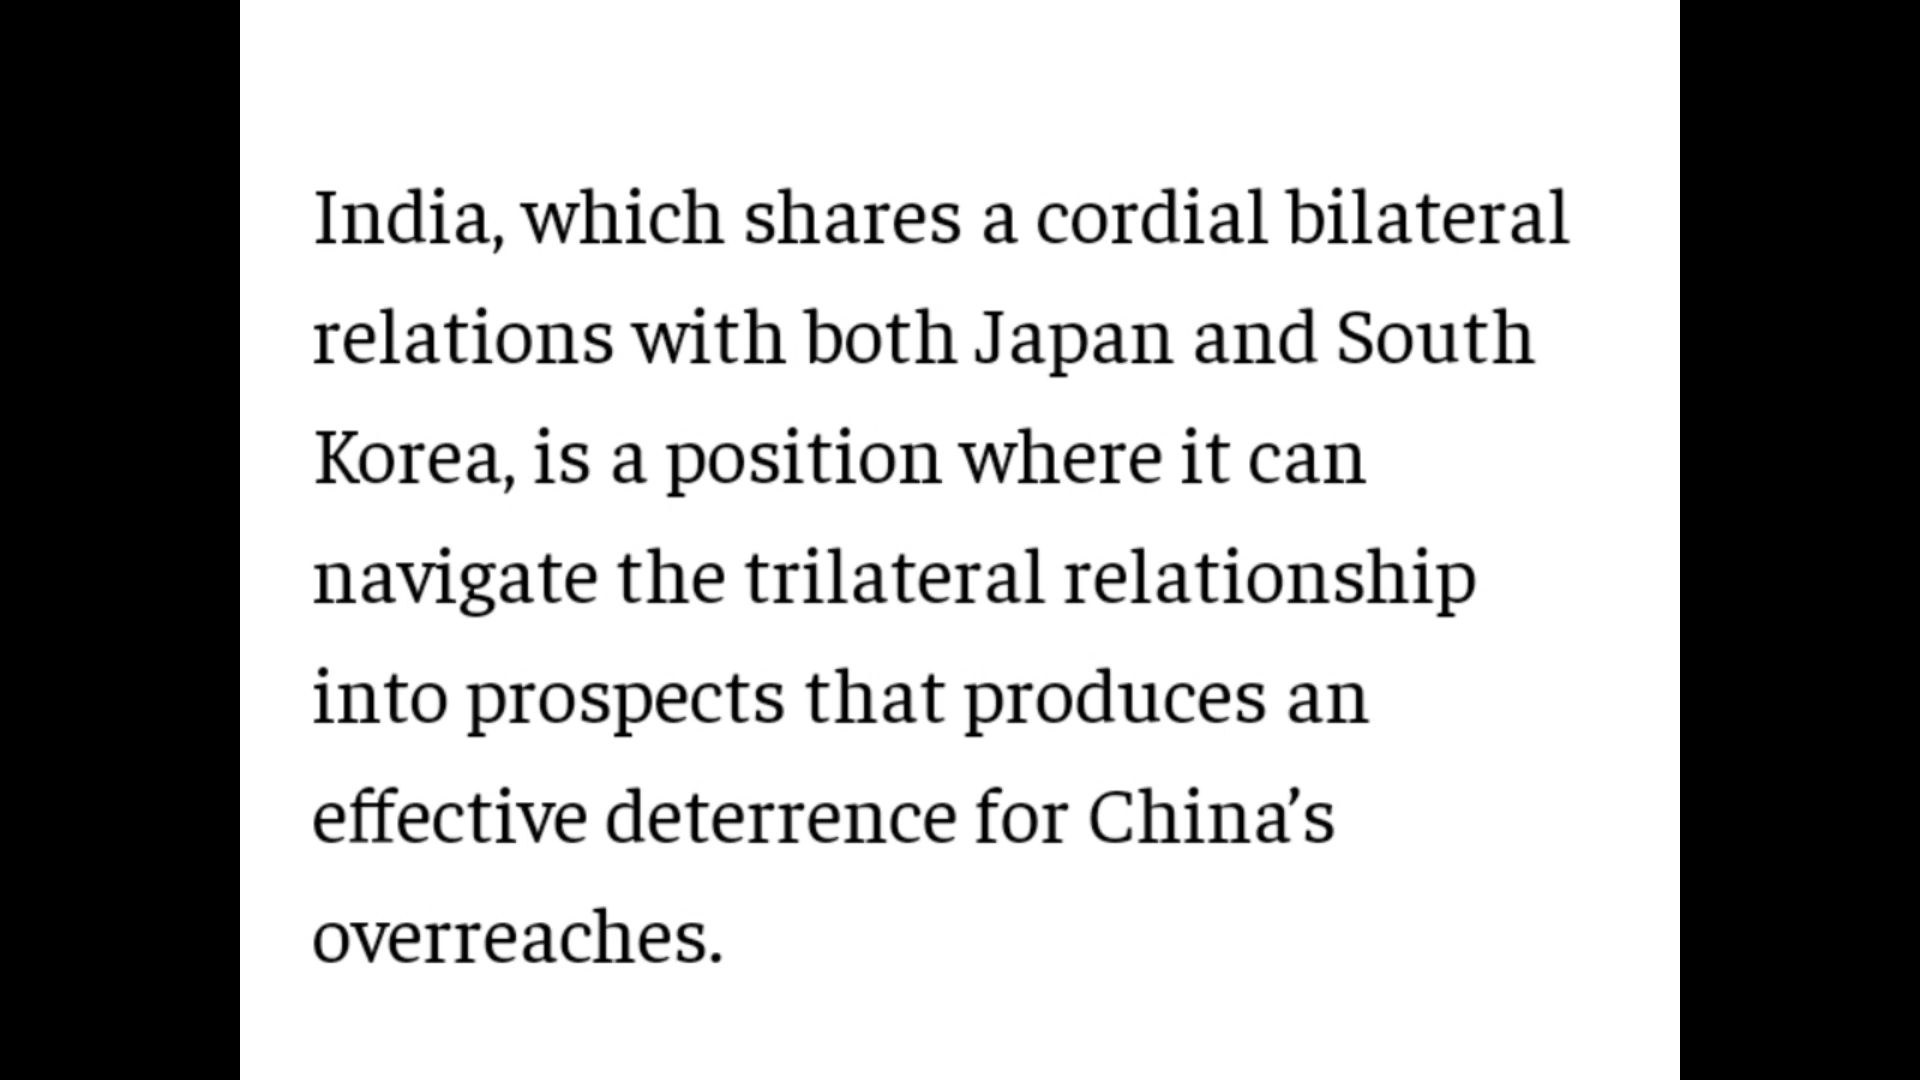 India, which shares a cordial bilateral
relations with both Japan and South
Korea, is a position where it can
navigate the trilateral relationship
into prospects that produces an
effective deterrence for China’s
overreaches.